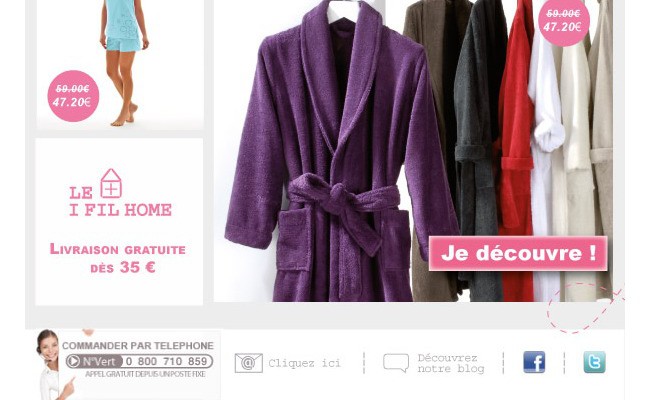 59.00€
47.20€
59.00€
47.20€
LE
I FIL HOME
LIVRAISON GRATUITE
DÈS 35 €
Je découvre !
COMMANDER PAR TELEPHONE
N°Vert 0 800 710 859
APPEL GRATUIT DEPUIS UN POSTE FIXE
@ Cliquez ici
Découvrez
notre blog
f
t